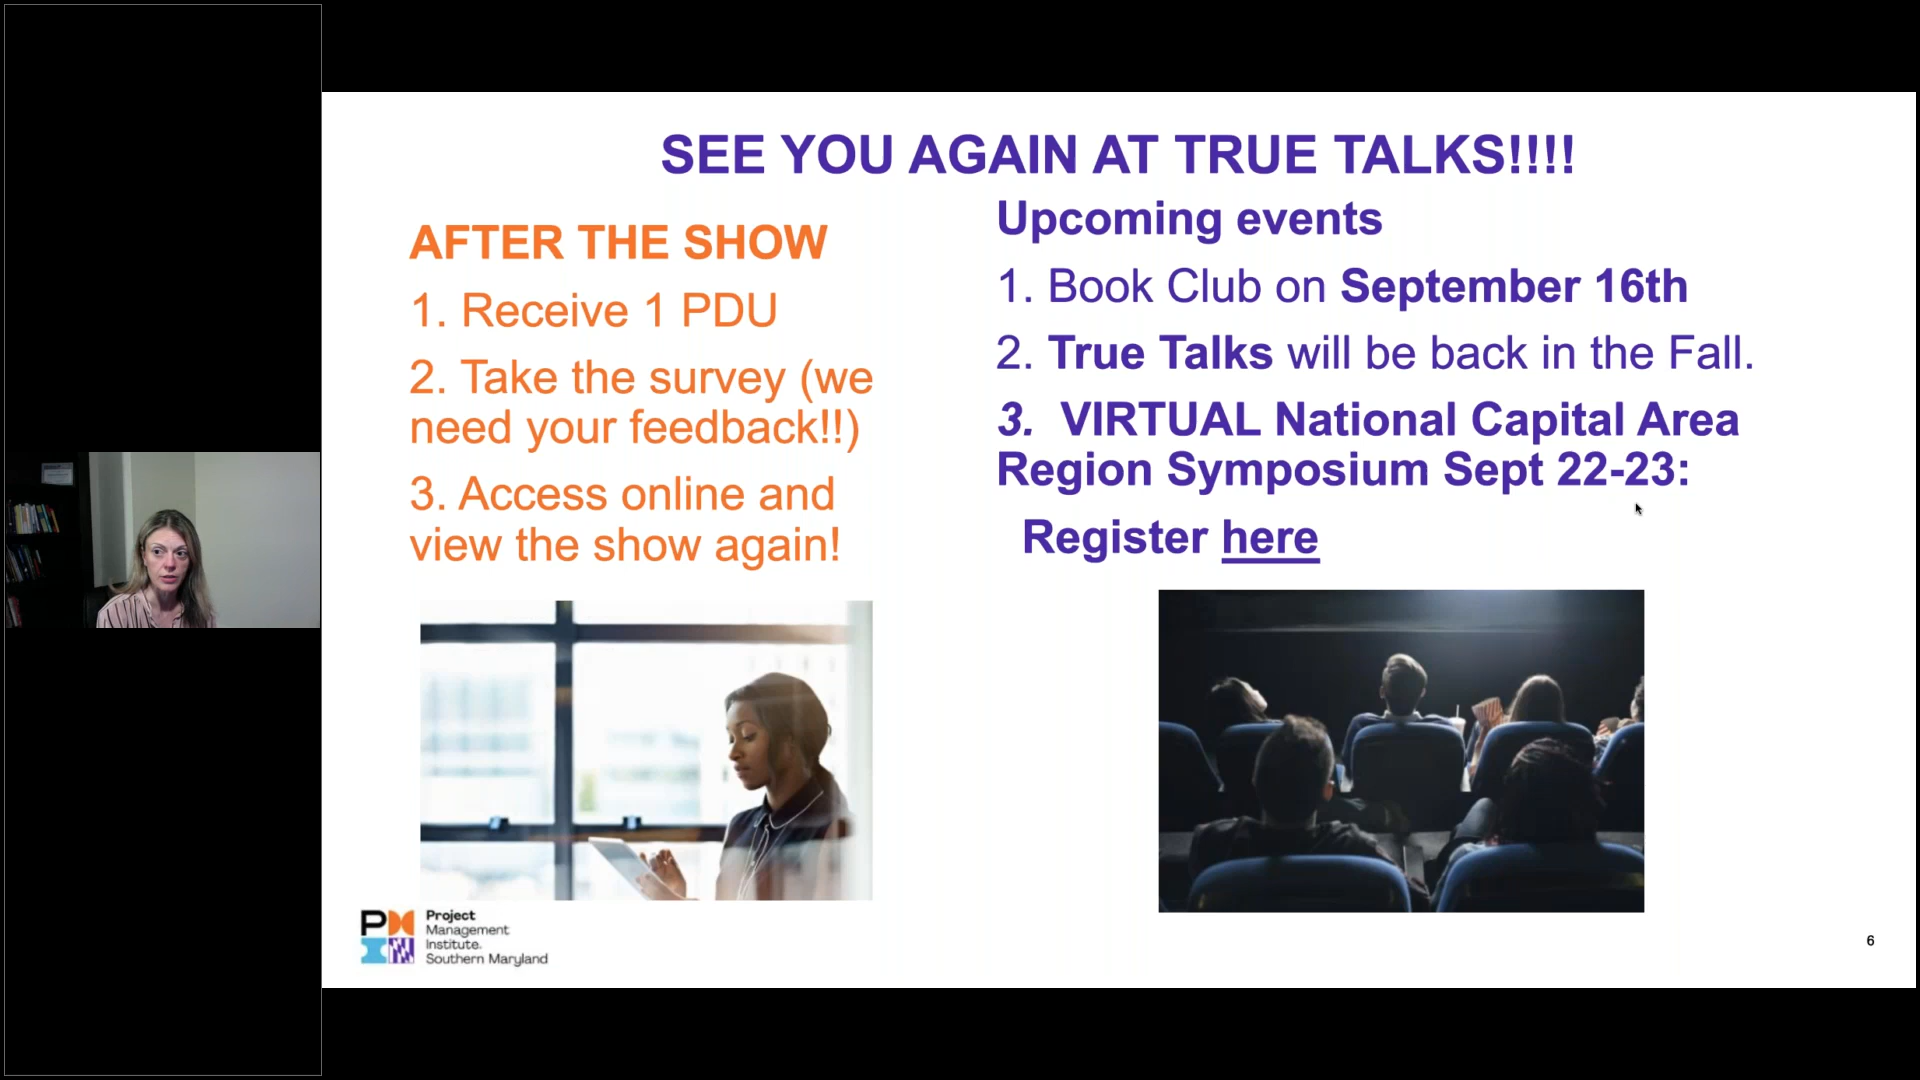 SEE YOU AGAIN AT TRUE TALKS!!!!
AFTER THE SHOW
1. Receive 1 PDU
2. Take the survey (we
need your feedback!!)
3. Access online and
view the show again!
Upcoming events
1. Book Club on September 16th
2. True Talks will be back in the Fall.
3. VIRTUAL National Capital Area
Region Symposium Sept 22-23:
Register here
Project
Management
Institute.
Southern Maryland
6